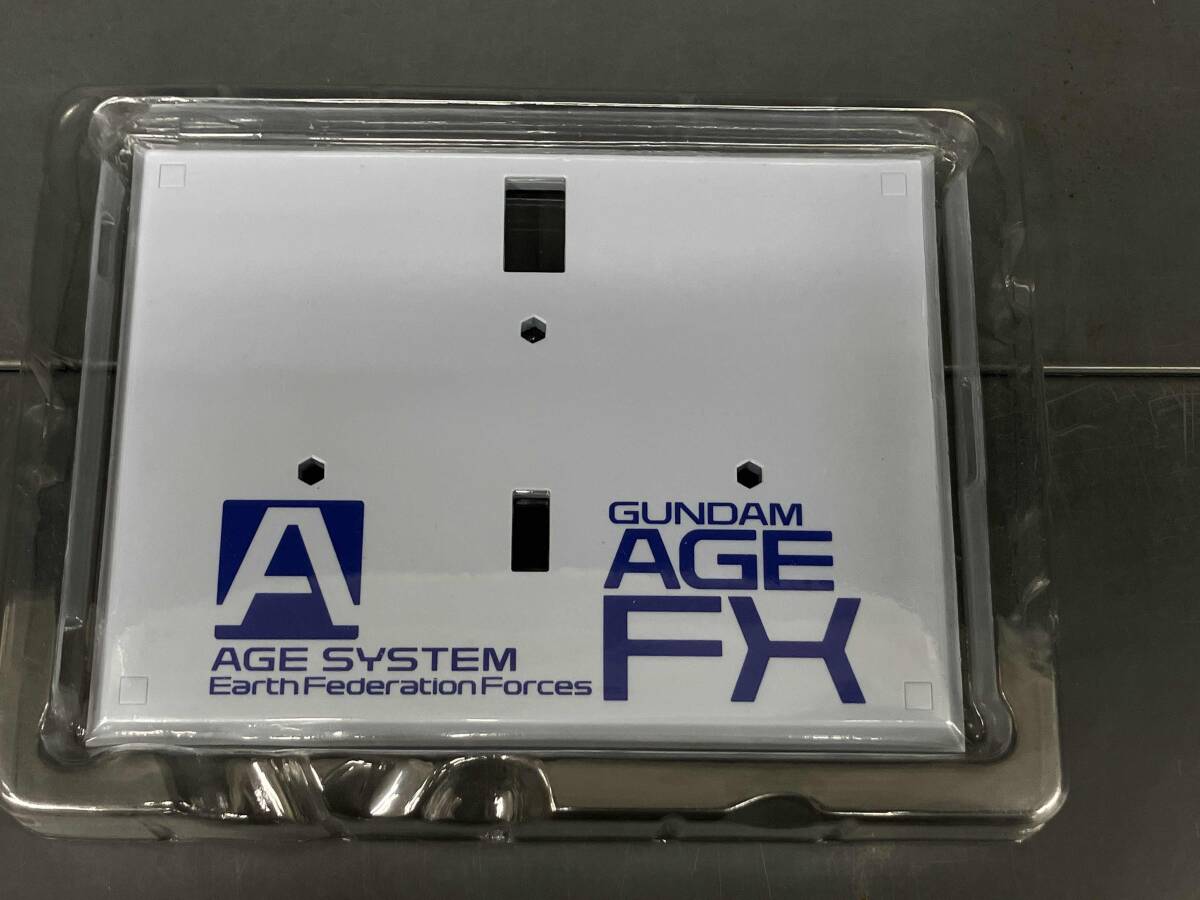 A
AGE SYSTEM
Earth Federation Forces
GUNDAM
AGE
FX